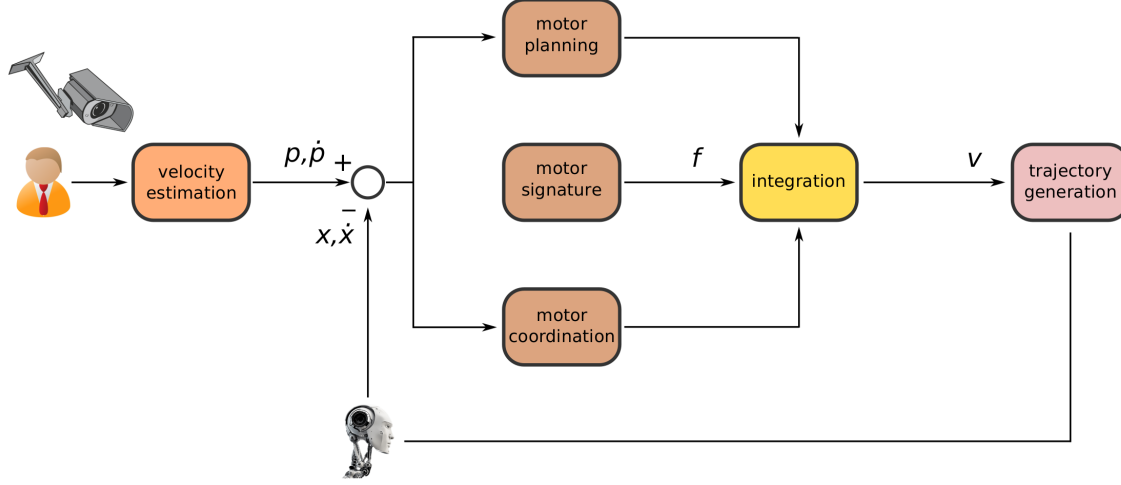 motor
planning
velocity
estimation
p,ṗ
+
−
x,ẋ
motor
signature
f
integration
v
trajectory
generation
motor
coordination